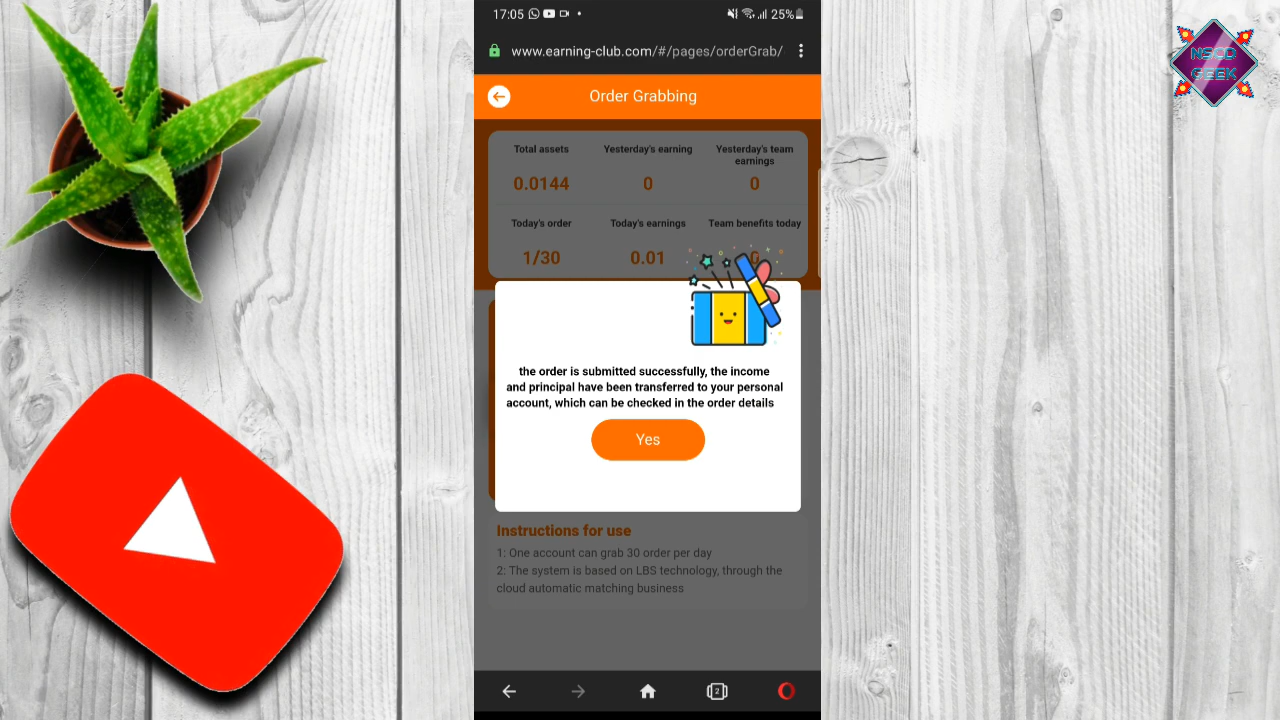 17:05
25%
www.earning-club.com/#/pages/orderGrab/
NSCD
GEEK
Order Grabbing
Total assets
Yesterday's earning
Yesterday's team
earnings
0.0144
0
0
Today's order
Today's earnings
Team benefits today
1/30
0.01
0
the order is submitted successfully, the income
and principal have been transferred to your personal
account, which can be checked in the order details
Yes
Instructions for use
1: One account can grab 30 order per day
2: The system is based on LBS technology, through the
cloud automatic matching business
2